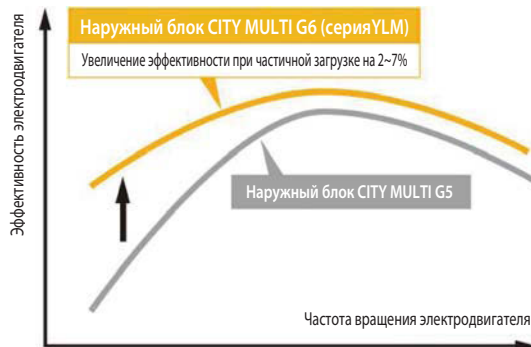 Эффективность электродвигателя
Наружный блок CITY MULTI G6 (серияYLM)
Увеличение эффективности при частичной загрузке на 2~7%
Наружный блок CITY MULTI G5
Частота вращения электродвигателя